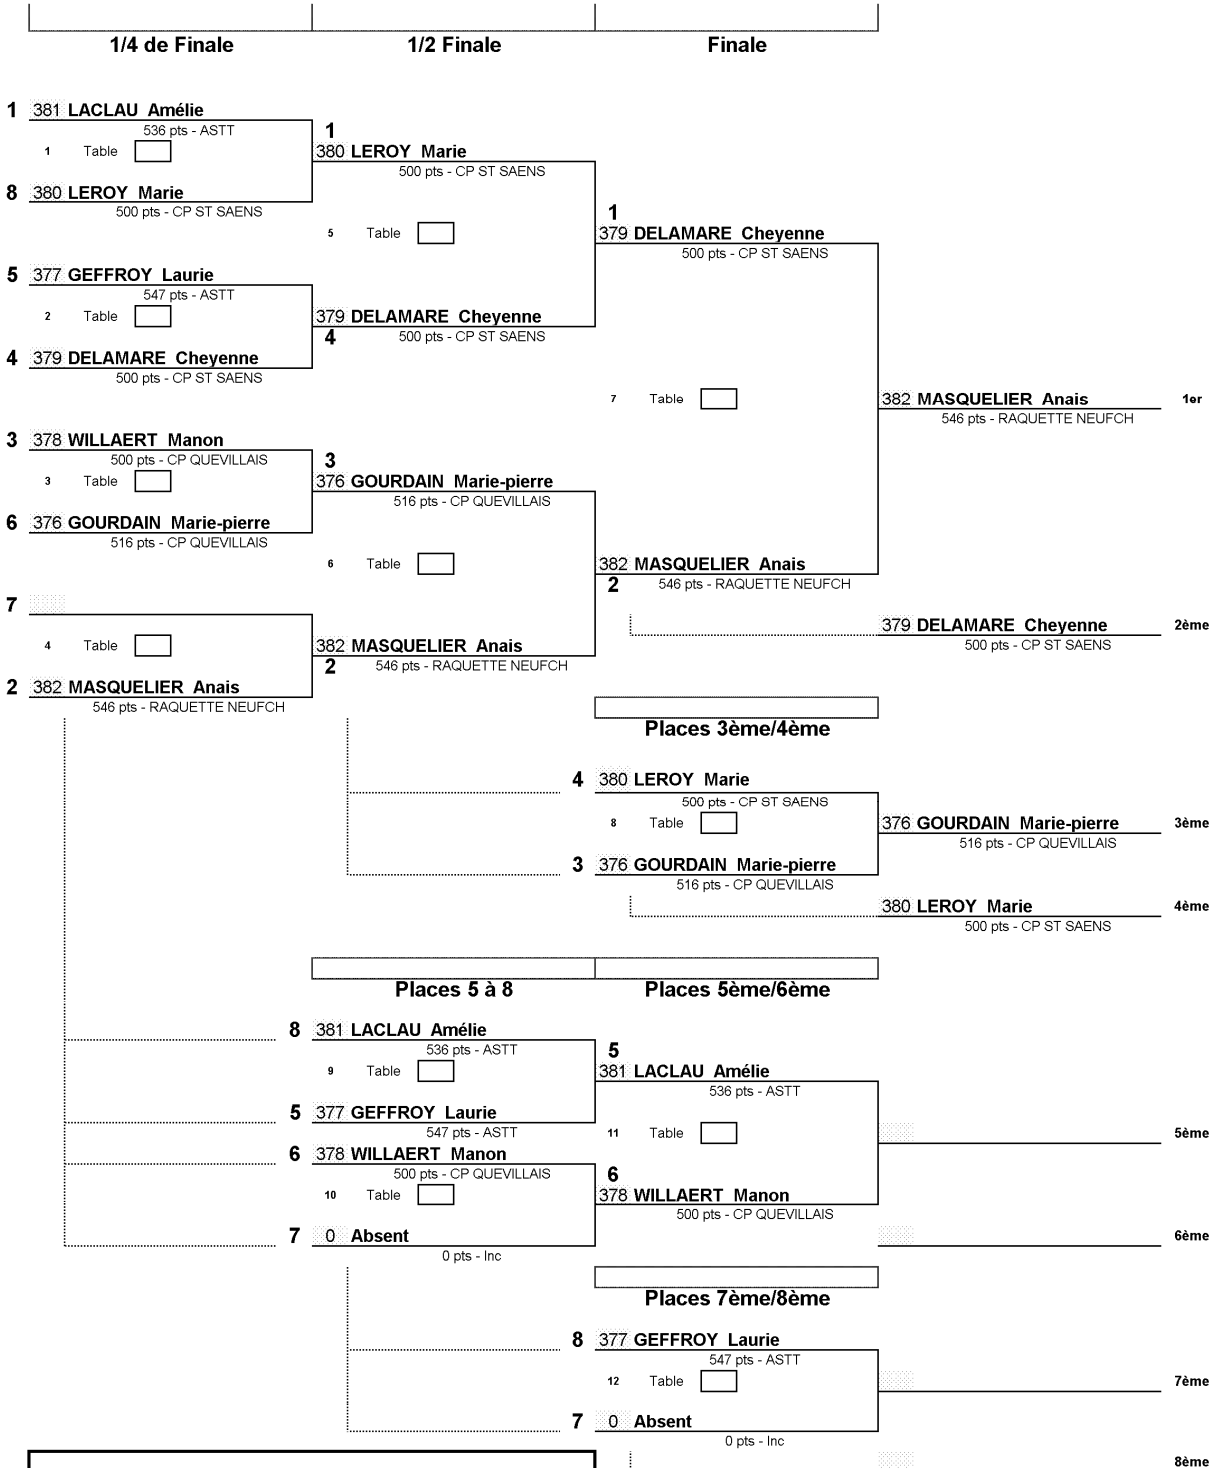 1/4 de Finale 1/2 Finale Finale
1 381 LACLAU Amélie
536 pts - ASTT 1
1 Table 380 LEROY Marie
500 pts - CP ST SAENS
8 380 LEROY Marie
500 pts - CP ST SAENS 1
5 Table 379 DELAMARE Cheyenne
500 pts - CP ST SAENS
5 377 GEFFROY Laurie
547 pts - ASTT
2 Table 379 DELAMARE Cheyenne
4 500 pts - CP ST SAENS
4 379 DELAMARE Cheyenne
500 pts - CP ST SAENS
7 Table 382 MASQUELIER Anais 1er
546 pts - RAQUETTE NEUFCH
3 378 WILLAERT Manon
500 pts - CP QUEVILLAIS 3
3 Table 376 GOURDAIN Marie-pierre
516 pts - CP QUEVILLAIS
6 376 GOURDAIN Marie-pierre
516 pts - CP QUEVILLAIS
6 Table 382 MASQUELIER Anais
2 546 pts - RAQUETTE NEUFCH
7
379 DELAMARE Cheyenne 2ème
500 pts - CP ST SAENS
4 Table 382 MASQUELIER Anais
2 546 pts - RAQUETTE NEUFCH
2 382 MASQUELIER Anais
546 pts - RAQUETTE NEUFCH
Places 3ème/4ème
4 380 LEROY Marie
500 pts - CP ST SAENS
8 Table 376 GOURDAIN Marie-pierre 3ème
516 pts - CP QUEVILLAIS
3 376 GOURDAIN Marie-pierre
516 pts - CP QUEVILLAIS
380 LEROY Marie 4ème
500 pts - CP ST SAENS
Places 5 à 8 Places 5ème/6ème
8 381 LACLAU Amélie
536 pts - ASTT 5
9 Table 381 LACLAU Amélie
536 pts - ASTT
5 377 GEFFROY Laurie
547 pts - ASTT 11 Table 5ème
6 378 WILLAERT Manon
500 pts - CP QUEVILLAIS 6
10 Table 378 WILLAERT Manon
500 pts - CP QUEVILLAIS
7 0 Absent 6ème
0 pts - Inc
Places 7ème/8ème
8 377 GEFFROY Laurie
547 pts - ASTT
12 Table 7ème
7 0 Absent
0 pts - Inc
8ème